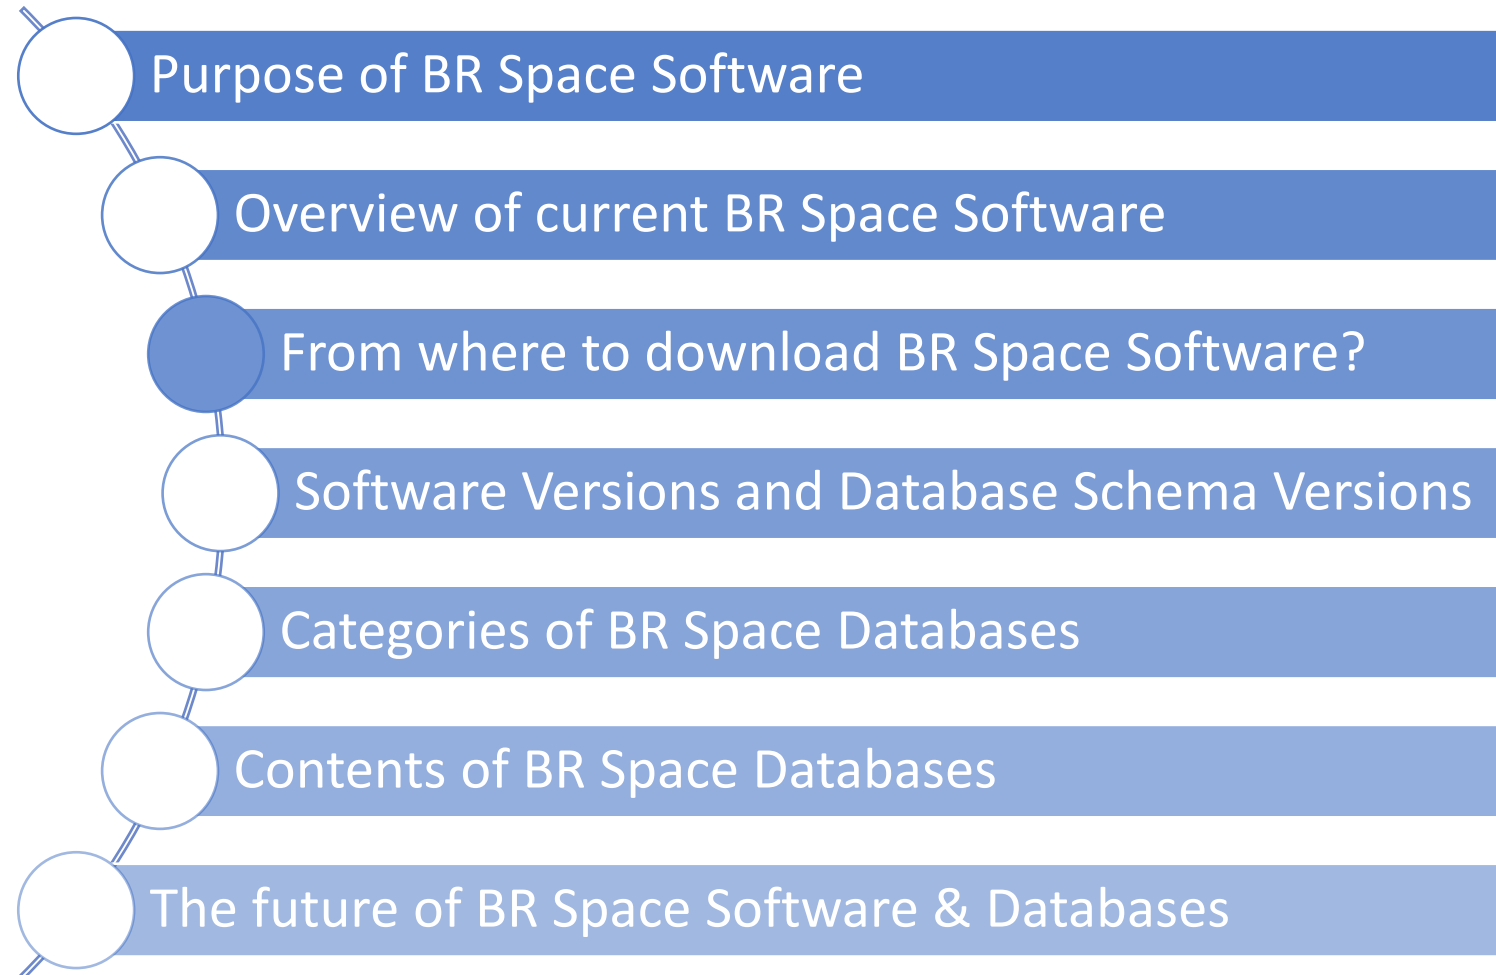 Purpose of BR Space Software
Overview of current BR Space Software
From where to download BR Space Software?
Software Versions and Database Schema Versions
Categories of BR Space Databases
Contents of BR Space Databases
The future of BR Space Software & Databases